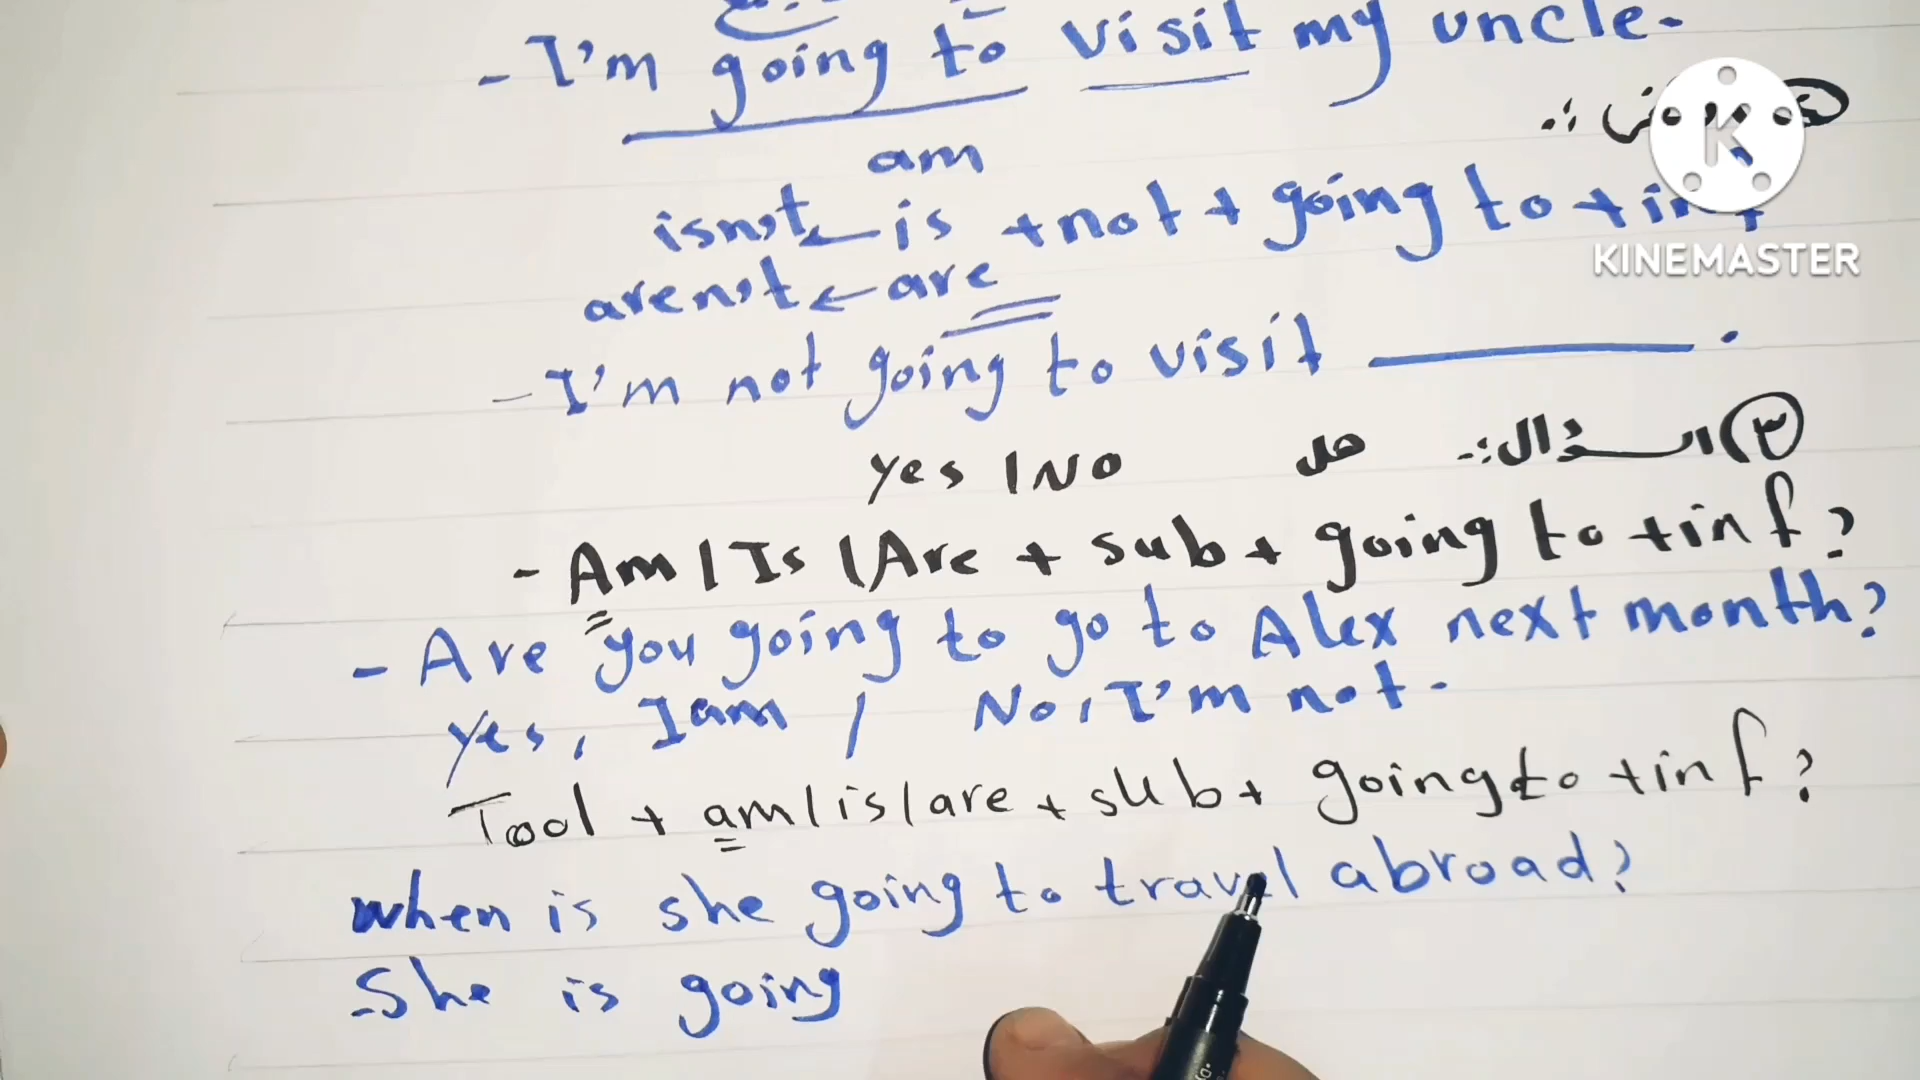 - I'm going to visit my uncle.
am
isn't ← is + not + going to + inf
aren't ← are
- I'm not going to visit ________ .
٣ السؤال :- هل Yes / No
- Am / Is / Are + sub + going to + inf?
- Are you going to go to Alex next month?
Yes, I am / No, I'm not.
Tool + am / is / are + sub + going to + inf?
When is she going to travel abroad?
- She is going
KINEMASTER